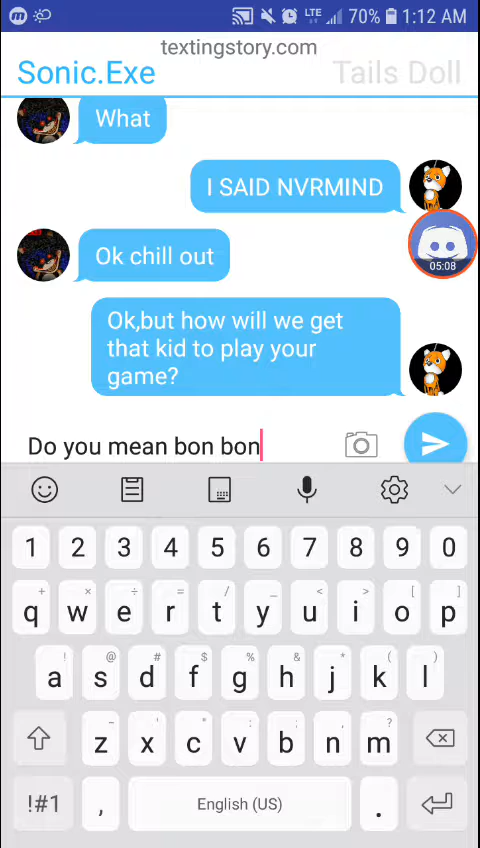 LTE 70% 1:12 AM
textingstory.com
Sonic.Exe Tails Doll
What
I SAID NVRMIND
05:08
Ok chill out
Ok,but how will we get
that kid to play your
game?
Do you mean bon bon
1 2 3 4 5 6 7 8 9 0
+ × ÷ = / _ < > [ ]
q w e r t y u i o p
! @ # $ % & * ( )
a s d f g h j k l
- ' " : ; , ?
z x c v b n m
!#1 , English (US) .